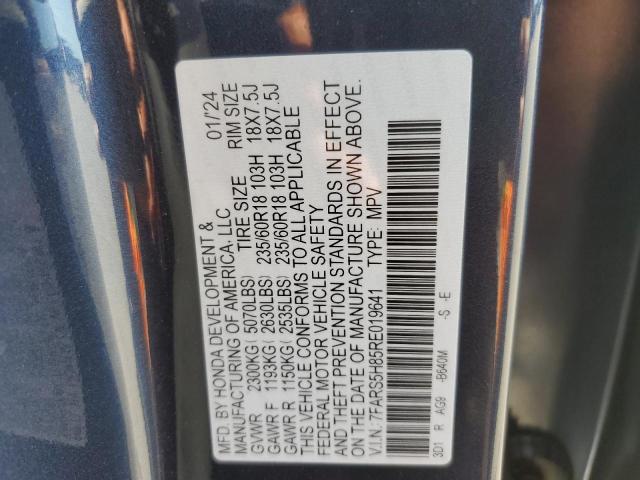 MFD. BY HONDA DEVELOPMENT &
MANUFACTURING OF AMERICA, LLC 01/'24
TIRE SIZE RIM SIZE
GVWR 2300KG( 5070LBS)
GAWR F 1193KG( 2630LBS) 235/60R18 103H 18X7.5J
GAWR R 1150KG( 2535LBS) 235/60R18 103H 18X7.5J
THIS VEHICLE CONFORMS TO ALL APPLICABLE
FEDERAL MOTOR VEHICLE SAFETY
AND THEFT PREVENTION STANDARDS IN EFFECT
ON THE DATE OF MANUFACTURE SHOWN ABOVE.
V.I.N.: 7FARS5H85RE019641 TYPE: MPV
3D1 R AG9 -B640M -S -E